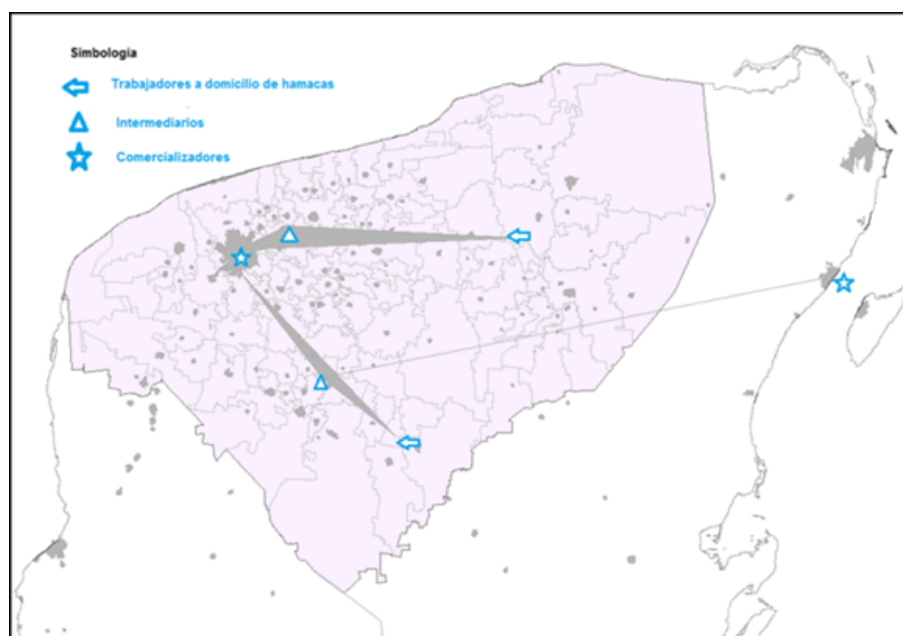 Simbología
Trabajadores a domicilio de hamacas
Intermediarios
Comercializadores